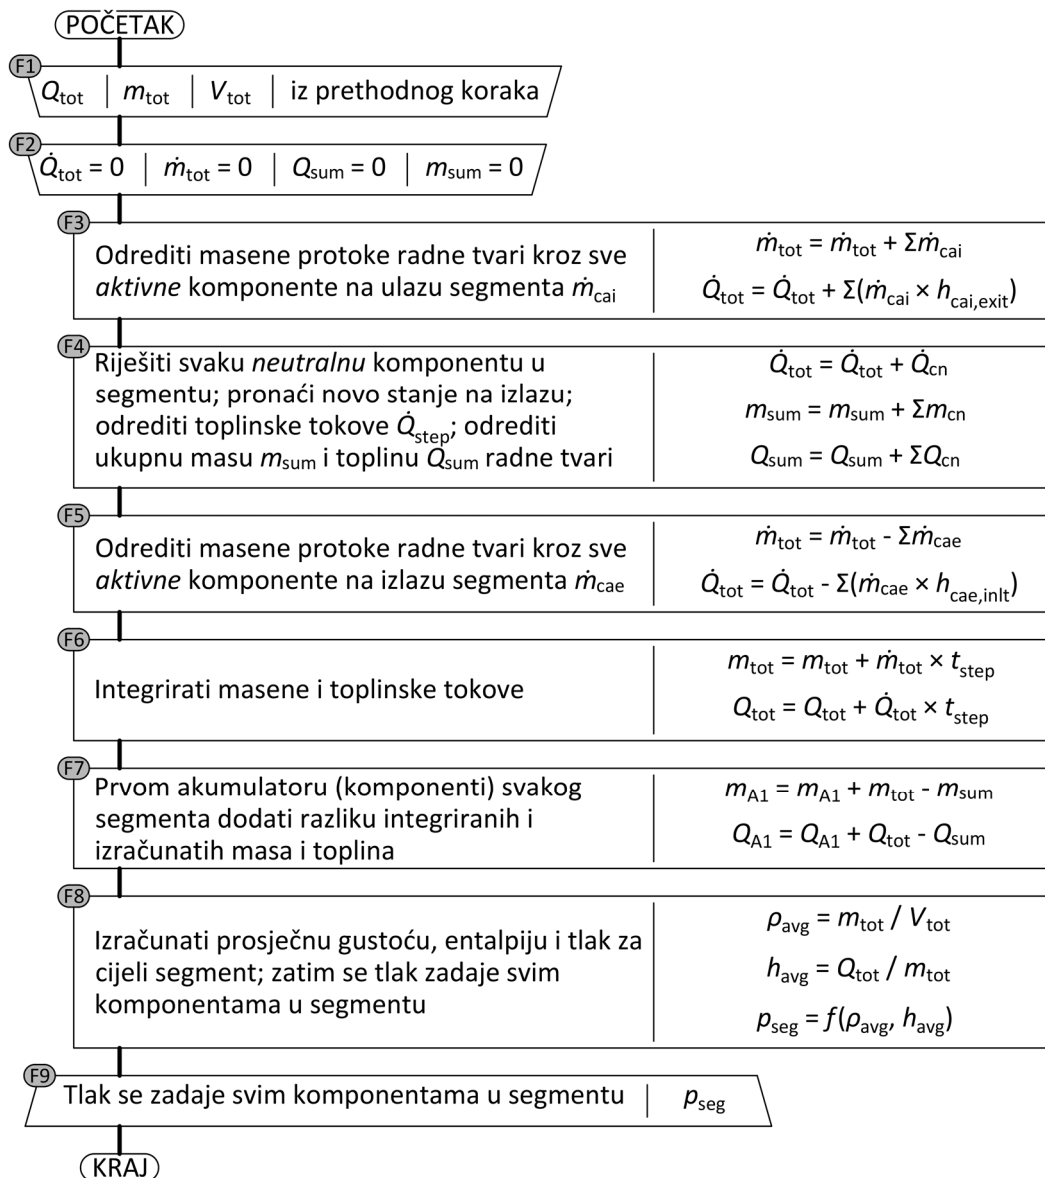 POČETAK
F1
Q_tot | m_tot | V_tot | iz prethodnog koraka
F2
Q̇_tot = 0 | ṁ_tot = 0 | Q_sum = 0 | m_sum = 0
F3
Odrediti masene protoke radne tvari kroz sve
aktivne komponente na ulazu segmenta ṁ_cai
ṁ_tot = ṁ_tot + Σṁ_cai
Q̇_tot = Q̇_tot + Σ(ṁ_cai × h_cai,exit)
F4
Riješiti svaku neutralnu komponentu u
segmentu; pronaći novo stanje na izlazu;
odrediti toplinske tokove Q̇_step; odrediti
ukupnu masu m_sum i toplinu Q_sum radne tvari
Q̇_tot = Q̇_tot + Q̇_cn
m_sum = m_sum + Σm_cn
Q_sum = Q_sum + ΣQ_cn
F5
Odrediti masene protoke radne tvari kroz sve
aktivne komponente na izlazu segmenta ṁ_cae
ṁ_tot = ṁ_tot - Σṁ_cae
Q̇_tot = Q̇_tot - Σ(ṁ_cae × h_cae,inlt)
F6
Integrirati masene i toplinske tokove
m_tot = m_tot + ṁ_tot × t_step
Q_tot = Q_tot + Q̇_tot × t_step
F7
Prvom akumulatoru (komponenti) svakog
segmenta dodati razliku integriranih i
izračunatih masa i toplina
m_A1 = m_A1 + m_tot - m_sum
Q_A1 = Q_A1 + Q_tot - Q_sum
F8
Izračunati prosječnu gustoću, entalpiju i tlak za
cijeli segment; zatim se tlak zadaje svim
komponentama u segmentu
ρ_avg = m_tot / V_tot
h_avg = Q_tot / m_tot
p_seg = f(ρ_avg, h_avg)
F9
Tlak se zadaje svim komponentama u segmentu | p_seg
KRAJ